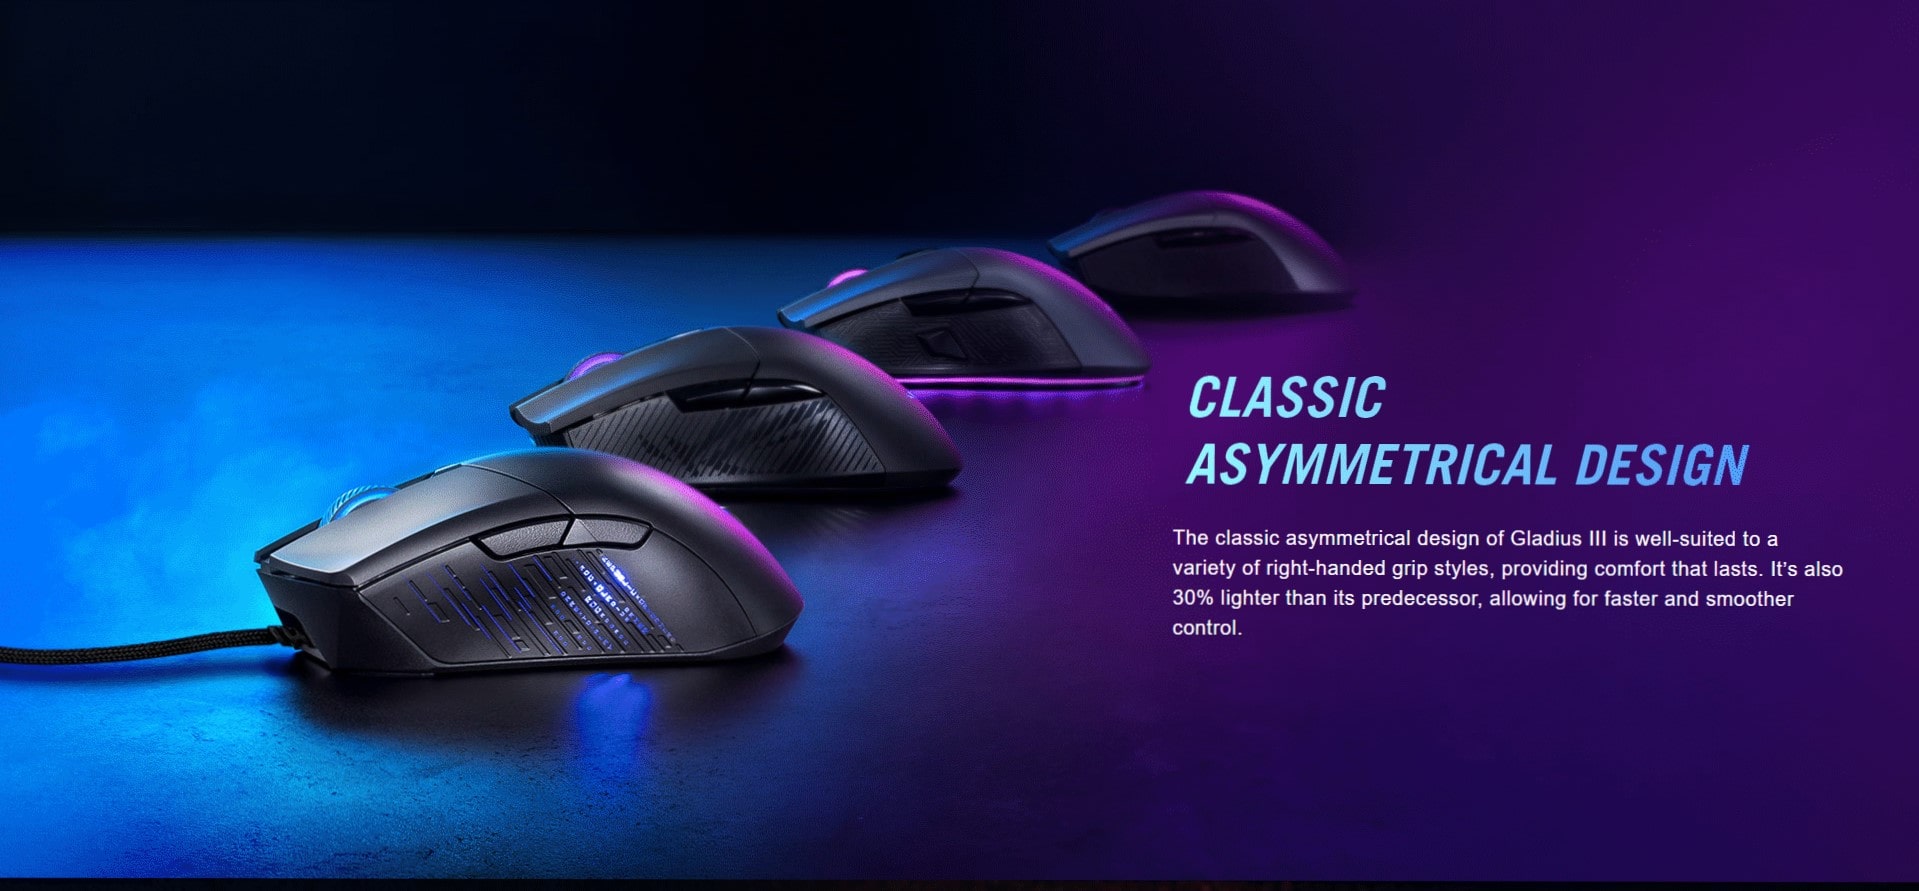 CLASSIC
ASYMMETRICAL DESIGN
The classic asymmetrical design of Gladius III is well-suited to a
variety of right-handed grip styles, providing comfort that lasts. It’s also
30% lighter than its predecessor, allowing for faster and smoother
control.